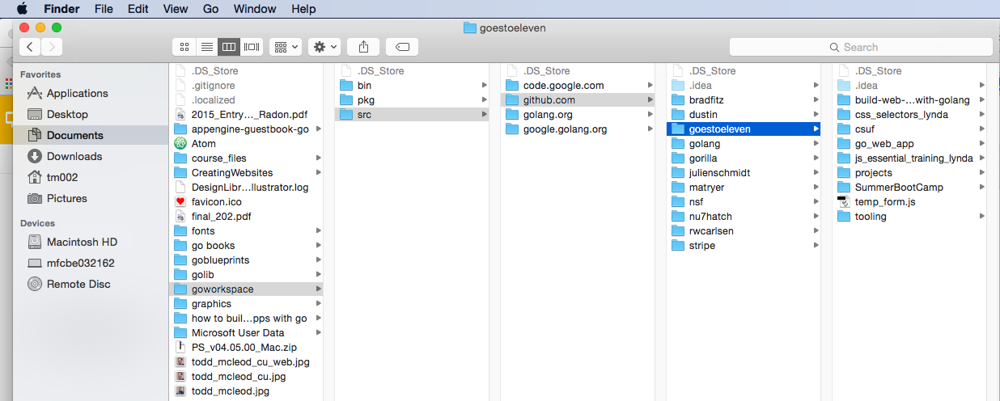 Finder File Edit View Go Window Help
goestoeleven
Search
Favorites
Applications
Desktop
Documents
Downloads
tm002
Pictures
Devices
Macintosh HD
mfcbe032162
Remote Disc
.DS_Store
.gitignore
.localized
2015_Entry..._Radon.pdf
appengine-guestbook-go
Atom
course_files
CreatingWebsites
DesignLibr...llustrator.log
favicon.ico
final_202.pdf
fonts
go books
goblueprints
golib
goworkspace
graphics
how to buil...pps with go
Microsoft User Data
PS_v04.05.00_Mac.zip
todd_mcleod_cu_web.jpg
todd_mcleod_cu.jpg
todd_mcleod.jpg
.DS_Store
bin
pkg
src
.DS_Store
code.google.com
github.com
golang.org
google.golang.org
.DS_Store
.idea
bradfitz
dustin
goestoeleven
golang
gorilla
julienschmidt
matryer
nsf
nu7hatch
rwcarlsen
stripe
.DS_Store
.idea
build-web-...with-golang
css_selectors_lynda
csuf
go_web_app
js_essential_training_lynda
projects
SummerBootCamp
temp_form.js
tooling